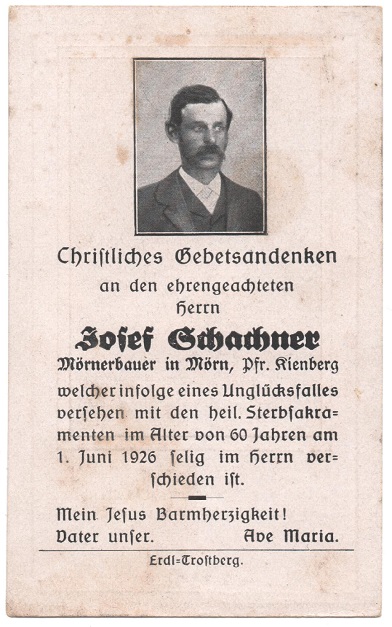 Chriſtliches Gebetsandenken
an den ehrengeachteten
Herrn
Joſef Schachner
Mörnerbauer in Mörn, Pfr. Kienberg
welcher infolge eines Unglücksfalles
verſehen mit den heil. Sterbſakra-
menten im Alter von 60 Jahren am
1. Juni 1926 ſelig im Herrn ver-
ſchieden iſt.
Mein Jeſus Barmherzigkeit!
Vater unſer. Ave Maria.
Erdl-Troſtberg.